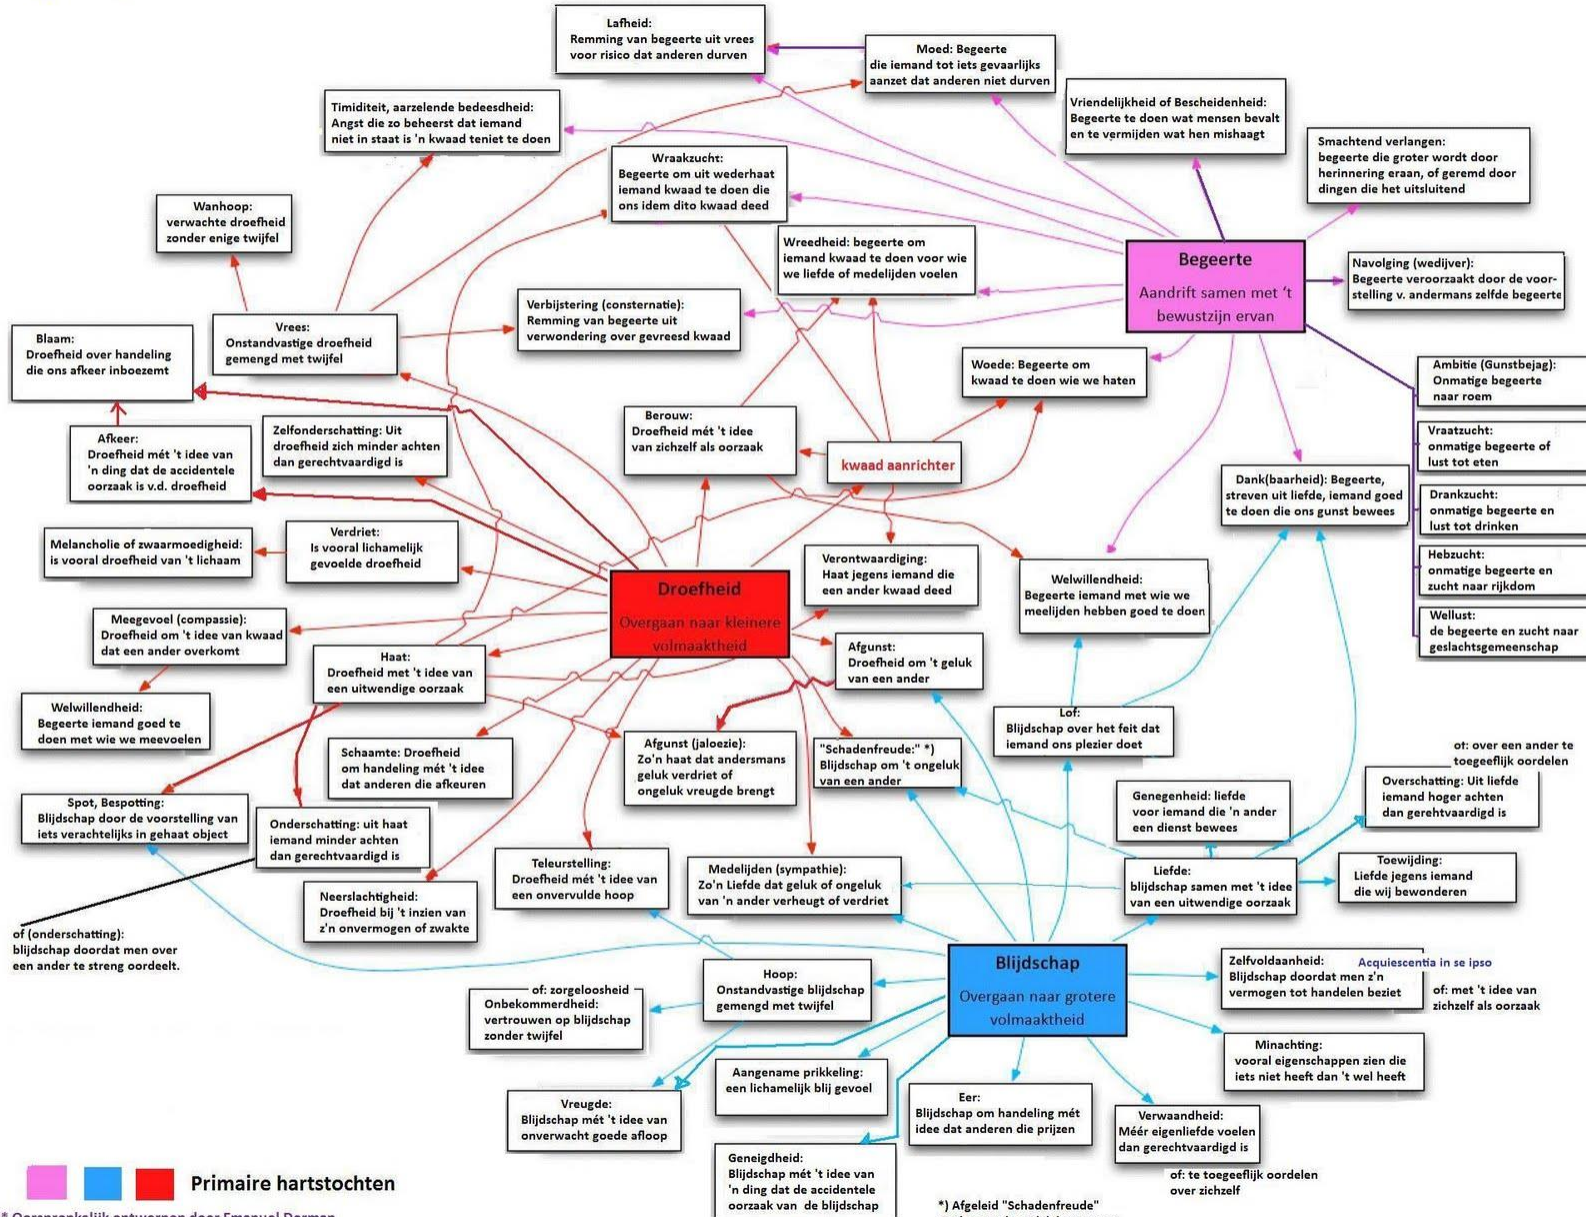 Lafheid:
Remming van begeerte uit vrees
voor risico dat anderen durven
Moed: Begeerte
die iemand tot iets gevaarlijks
aanzet dat anderen niet durven
Timiditeit, aarzelende bedeesdheid:
Angst die zo beheerst dat iemand
niet in staat is 'n kwaad teniet te doen
Vriendelijkheid of Bescheidenheid:
Begeerte te doen wat mensen bevalt
en te vermijden wat hen mishaagt
Smachtend verlangen:
begeerte die groter wordt door
herinnering eraan, of geremd door
dingen die het uitsluitend
Wraakzucht:
Begeerte om uit wederhaat
iemand kwaad te doen die
ons idem dito kwaad deed
Wanhoop:
verwachte droefheid
zonder enige twijfel
Wreedheid: begeerte om
iemand kwaad te doen voor wie
we liefde of medelijden voelen
Begeerte
Aandrift samen met 't
bewustzijn ervan
Navolging (wedijver):
Begeerte veroorzaakt door de voor-
stelling v. andermans zelfde begeerte
Verbijstering (consternatie):
Remming van begeerte uit
verwondering over gevreesd kwaad
Vrees:
Onstandvastige droefheid
gemengd met twijfel
Blaam:
Droefheid over handeling
die ons afkeer inboezemt
Woede: Begeerte om
kwaad te doen wie we haten
Ambitie (Gunstbejag):
Onmatige begeerte
naar roem
Vraatzucht:
onmatige begeerte of
lust tot eten
Drankzucht:
onmatige begeerte en
lust tot drinken
Hebzucht:
onmatige begeerte en
zucht naar rijkdom
Wellust:
de begeerte en zucht naar
geslachtsgemeenschap
Afkeer:
Droefheid mét 't idee van
'n ding dat de accidentele
oorzaak is v.d. droefheid
Zelfonderschatting: Uit
droefheid zich minder achten
dan gerechtvaardigd is
Berouw:
Droefheid mét 't idee
van zichzelf als oorzaak
kwaad aanrichter
Dank(baarheid): Begeerte,
streven uit liefde, iemand goed
te doen die ons gunst bewees
Melancholie of zwaarmoedigheid:
is vooral droefheid van 't lichaam
Verdriet:
Is vooral lichamelijk
gevoelde droefheid
Droefheid
Overgaan naar kleinere
volmaaktheid
Verontwaardiging:
Haat jegens iemand die
een ander kwaad deed
Welwillendheid:
Begeerte iemand met wie we
meelijden hebben goed te doen
Meegevoel (compassie):
Droefheid om 't idee van kwaad
dat een ander overkomt
Haat:
Droefheid met 't idee van
een uitwendige oorzaak
Afgunst:
Droefheid om 't geluk
van een ander
Welwillendheid:
Begeerte iemand goed te
doen met wie we meevoelen
Schaamte: Droefheid
om handeling mét 't idee
dat anderen die afkeuren
Afgunst (jaloezie):
Zo'n haat dat andersmans
geluk verdriet of
ongeluk vreugde brengt
"Schadenfreude:" *)
Blijdschap om 't ongeluk
van een ander
Lof:
Blijdschap over het feit dat
iemand ons plezier doet
of: over een ander te
toegeeflijk oordelen
Overschatting: Uit liefde
iemand hoger achten
dan gerehtvaardigd is
Genegenheid: liefde
voor iemand die 'n ander
een dienst bewees
Spot, Bespotting:
Blijdschap door de voorstelling van
iets verachtelijks in gehaat object
Onderschatting: uit haat
iemand minder achten
dan gerechtvaardigd is
Teleurstelling:
Droefheid mét 't idee van
een onvervulde hoop
Medelijden (sympathie):
Zo'n Liefde dat geluk of ongeluk
van 'n ander verheugt of verdriet
Liefde:
blijdschap samen met 't idee
van een uitwendige oorzaak
Toewijding:
Liefde jegens iemand
die wij bewonderen
Neerslachtigheid:
Droefheid bij 't inzien van
z'n onvermogen of zwakte
of (onderschatting):
blijdschap doordat men over
een ander te streng oordeelt.
Hoop:
Onstandvastige blijdschap
gemengd met twijfel
Blijdschap
Overgaan naar grotere
volmaaktheid
Zelfvoldaanheid: Acquiescentia in se ipso
Blijdschap doordat men z'n
vermogen tot handelen beziet
of: met 't idee van
zichzelf als oorzaak
of: zorgeloosheid
Onbekommerdheid:
vertrouwen op blijdschap
zonder twijfel
Minachting:
vooral eigenschappen zien die
iets niet heeft dan 't wel heeft
Aangename prikkeling:
een lichamelijk blij gevoel
Vreugde:
Blijdschap mét 't idee van
onverwacht goede afloop
Eer:
Blijdschap om handeling mét
idee dat anderen die prijzen
Verwaandheid:
Méér eigenliefde voelen
dan gerechtvaardigd is
of: te toegeeflijk oordelen
over zichzelf
Geneigdheid:
Blijdschap mét 't idee van
'n ding dat de accidentele
oorzaak van de blijdschap
Primaire hartstochten
*) Afgeleid "Schadenfreude"
* Oorspronkelijk ontworpen door Emanuel Derman